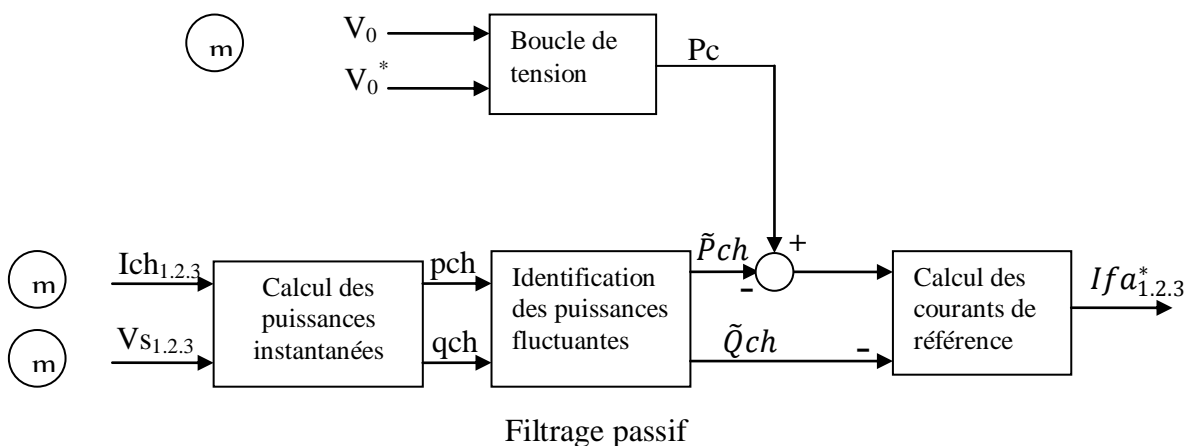 m
V₀
V₀*
Boucle de
tension
Pc
m
Ich₁.₂.₃
Calcul des
puissances
instantanées
pch
Identification
des puissances
fluctuantes
P̃ch
+
-
Calcul des
courants de
référence
Ifa*₁.₂.₃
m
Vs₁.₂.₃
qch
Q̃ch
-
Filtrage passif